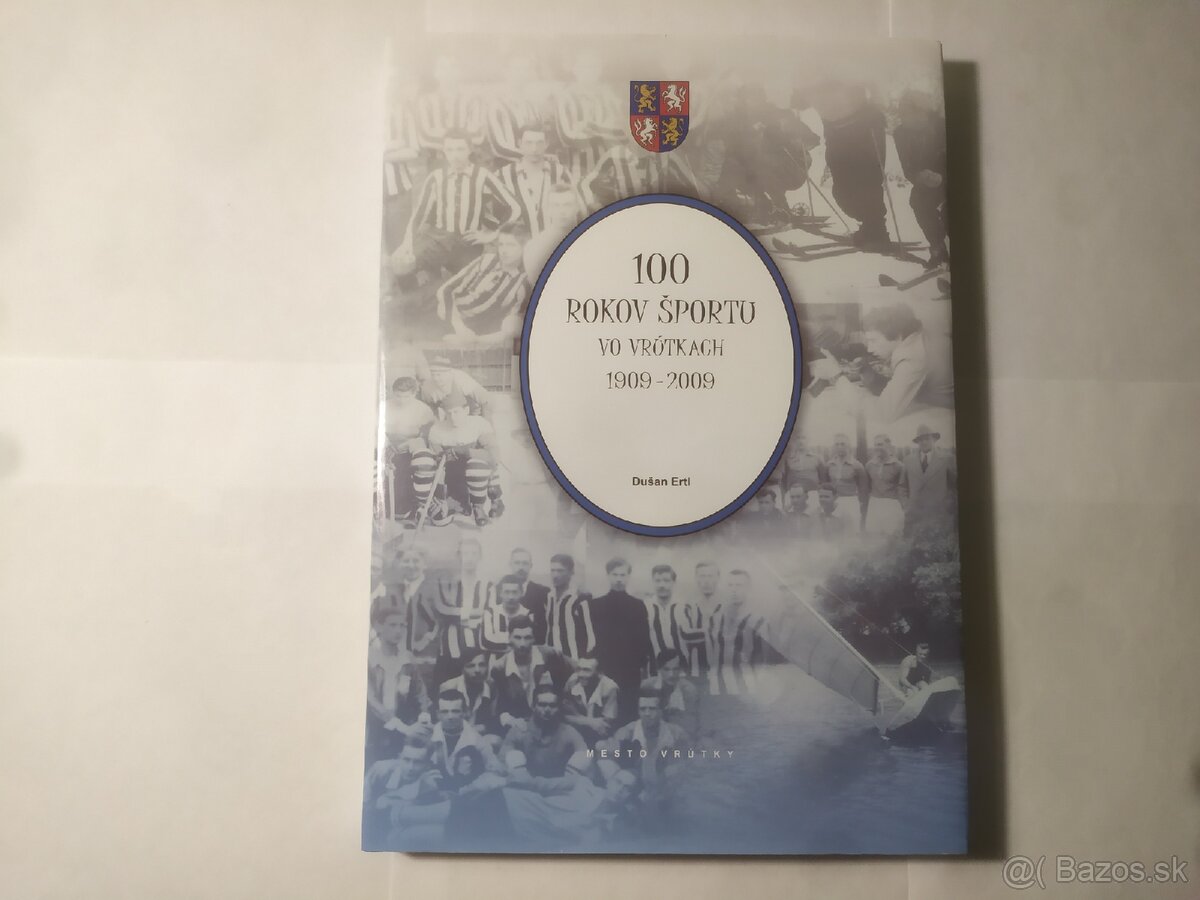 100
ROKOV ŠPORTU
VO VRÚTKACH
1909 - 2009
Dušan Ertl
MESTO VRÚTKY
@( Bazos.sk